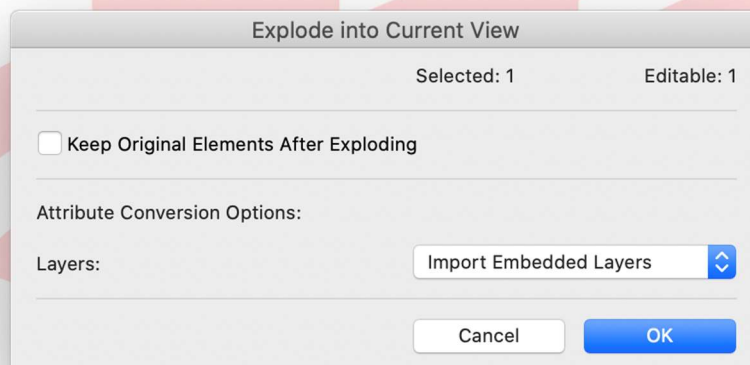 Explode into Current View
Selected: 1 Editable: 1
Keep Original Elements After Exploding
Attribute Conversion Options:
Layers: Import Embedded Layers
Cancel OK